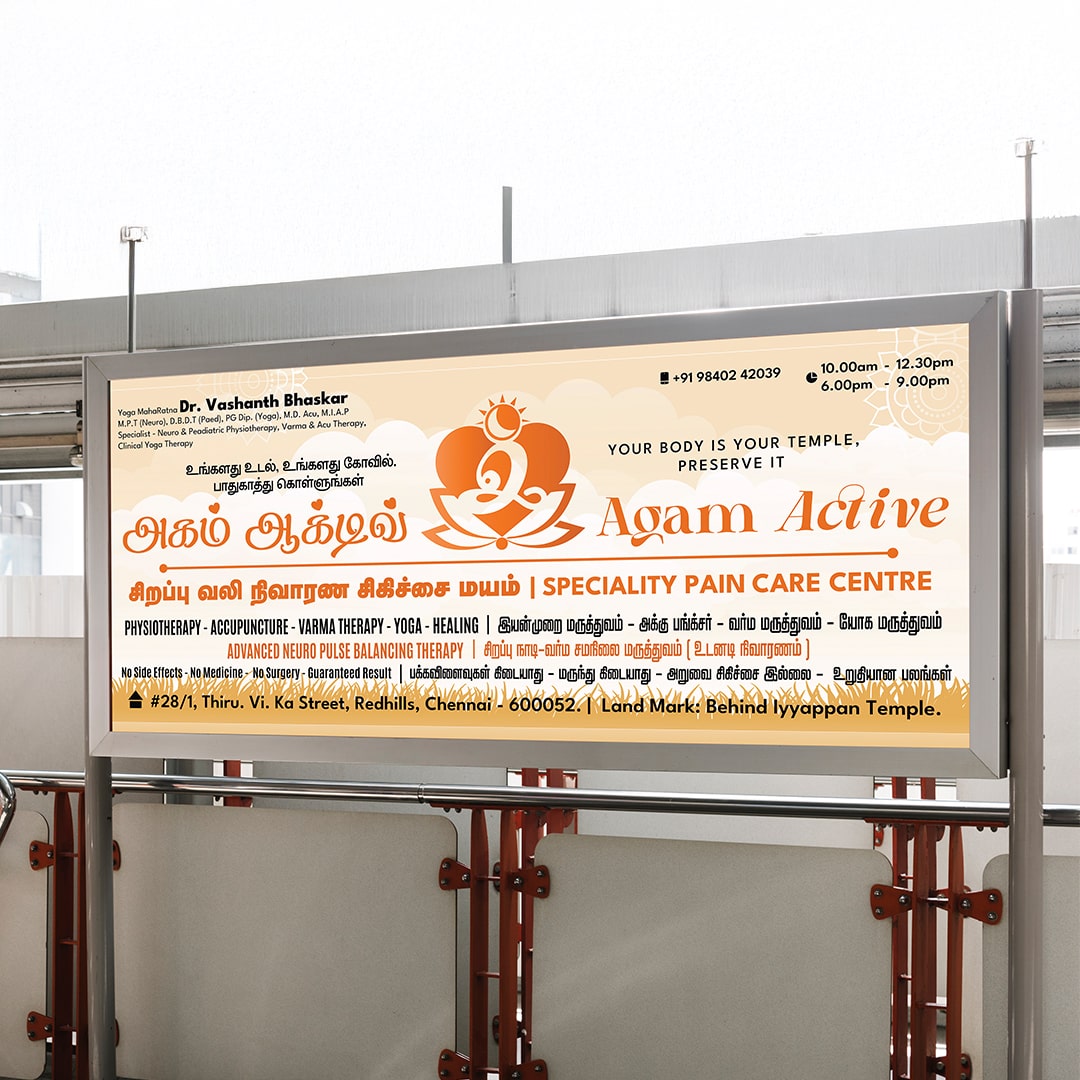 Yoga MahaRatna Dr. Vashanth Bhaskar
M.P.T (Neuro), D.B.D.T (Paed), PG Dip. (Yoga), M.D. Acu, M.I.A.P
Specialist - Neuro & Peadiatric Physiotherapy, Varma & Acu Therapy,
Clinical Yoga Therapy
+91 98402 42039
10.00am - 12.30pm
6.00pm - 9.00pm
உங்களது உடல், உங்களது கோவில்.
பாதுகாத்து கொள்ளுங்கள்
YOUR BODY IS YOUR TEMPLE,
PRESERVE IT
அகம் ஆக்டிவ்
Agam Active
சிறப்பு வலி நிவாரண சிகிச்சை மயம் | SPECIALITY PAIN CARE CENTRE
PHYSIOTHERAPY - ACCUPUNCTURE - VARMA THERAPY - YOGA - HEALING | இயன்முறை மருத்துவம் - அக்கு பங்க்சர் - வர்ம மருத்துவம் - யோக மருத்துவம்
ADVANCED NEURO PULSE BALANCING THERAPY | சிறப்பு நாடி-வர்ம சமநிலை மருத்துவம் ( உடனடி நிவாரணம் )
No Side Effects - No Medicine - No Surgery - Guaranteed Result | பக்கவிளைவுகள் கிடையாது - மருந்து கிடையாது - அறுவை சிகிச்சை இல்லை - உறுதியான பலங்கள்
#28/1, Thiru. Vi. Ka Street, Redhills, Chennai - 600052. | Land Mark: Behind Iyyappan Temple.